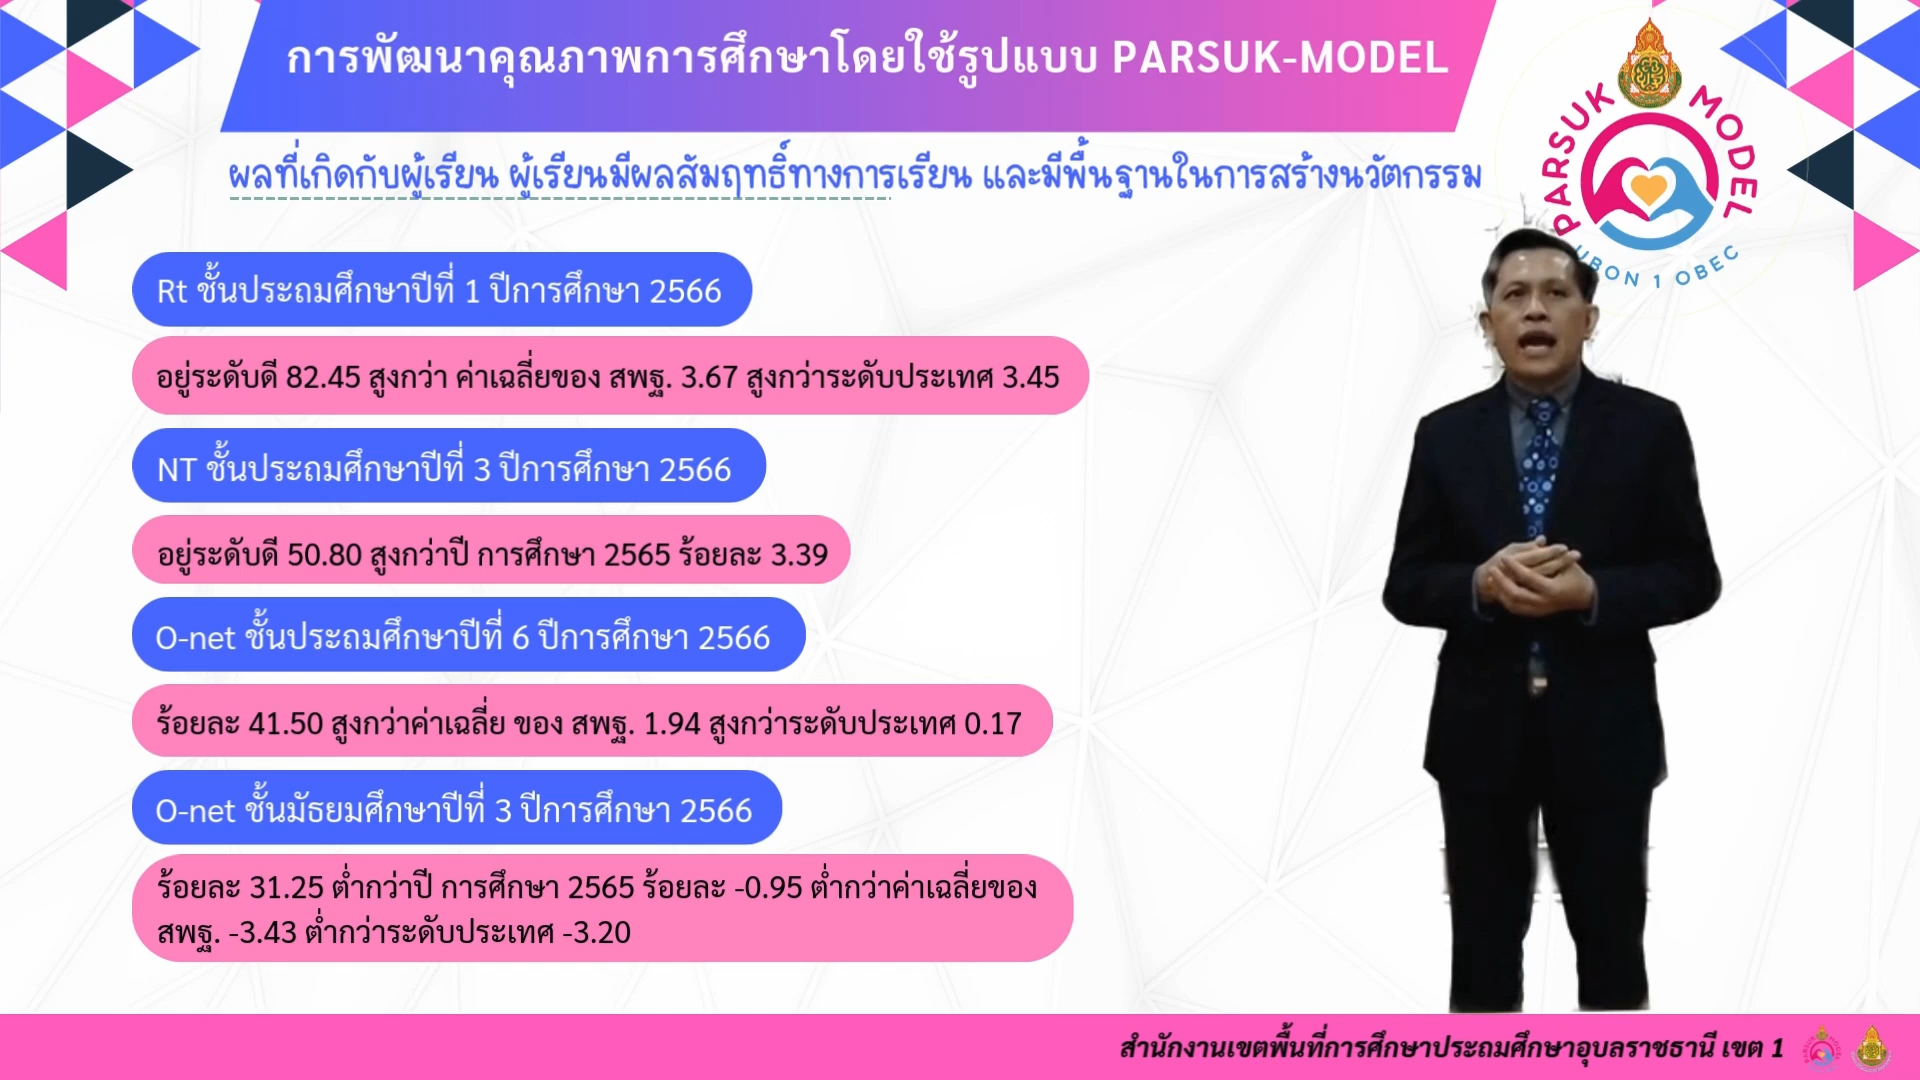 การพัฒนาคุณภาพการศึกษาโดยใช้รูปแบบ PARSUK-MODEL
PARSUK MODEL
UBON 1 OBEC
ผลที่เกิดกับผู้เรียน ผู้เรียนมีผลสัมฤทธิ์ทางการเรียน และมีพื้นฐานในการสร้างนวัตกรรม
Rt ชั้นประถมศึกษาปีที่ 1 ปีการศึกษา 2566
อยู่ระดับดี 82.45 สูงกว่า ค่าเฉลี่ยของ สพฐ. 3.67 สูงกว่าระดับประเทศ 3.45
NT ชั้นประถมศึกษาปีที่ 3 ปีการศึกษา 2566
อยู่ระดับดี 50.80 สูงกว่าปี การศึกษา 2565 ร้อยละ 3.39
O-net ชั้นประถมศึกษาปีที่ 6 ปีการศึกษา 2566
ร้อยละ 41.50 สูงกว่าค่าเฉลี่ย ของ สพฐ. 1.94 สูงกว่าระดับประเทศ 0.17
O-net ชั้นมัธยมศึกษาปีที่ 3 ปีการศึกษา 2566
ร้อยละ 31.25 ต่ำกว่าปี การศึกษา 2565 ร้อยละ -0.95 ต่ำกว่าค่าเฉลี่ยของ
สพฐ. -3.43 ต่ำกว่าระดับประเทศ -3.20
สำนักงานเขตพื้นที่การศึกษาประถมศึกษาอุบลราชธานี เขต 1